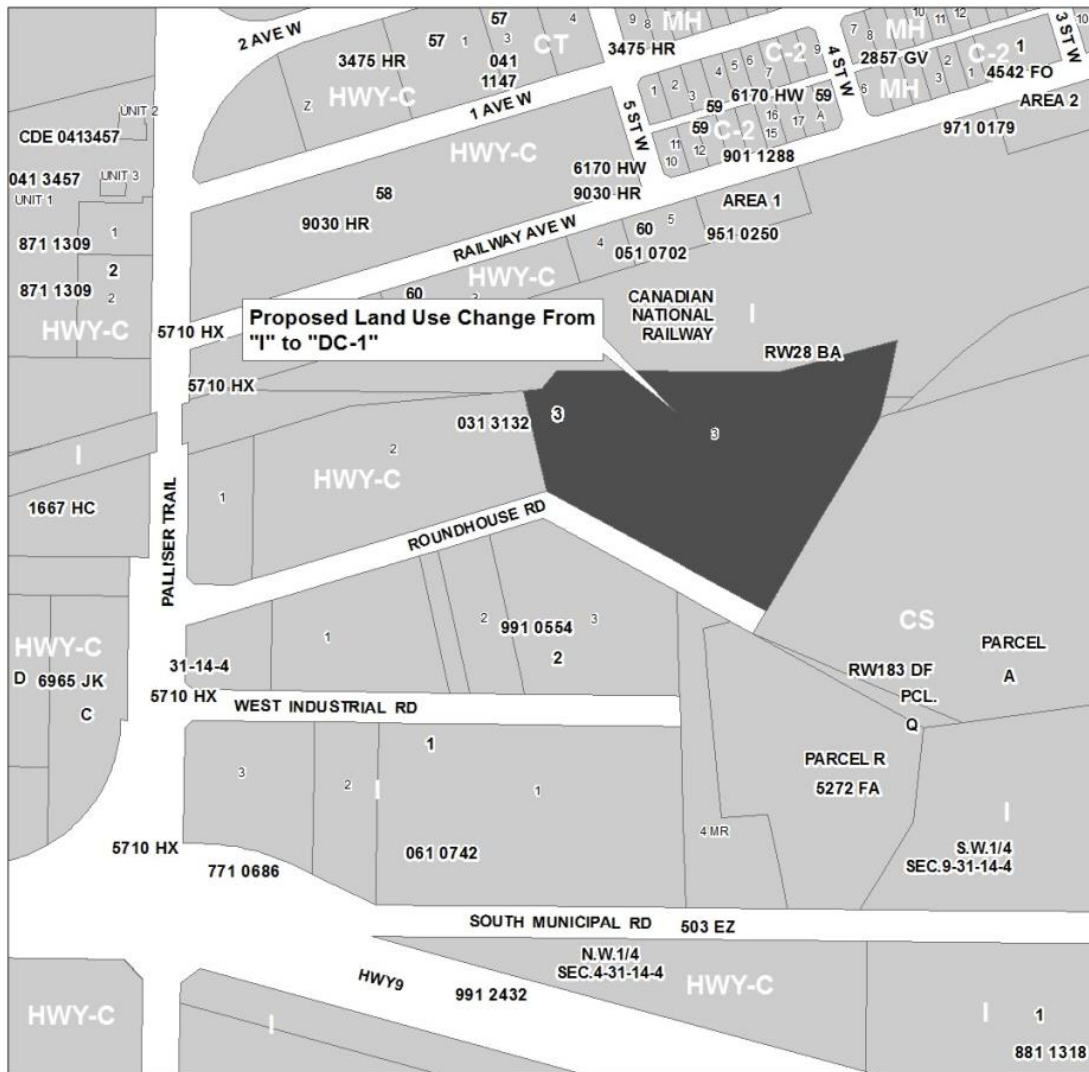 2 AVE W
57
1
3475 HR
57
3
041
1147
4
CT
HWY-C
Z
1 AVE W
9
8
MH
3475 HR
1
2
3
4
5
6
7
C-2
9
6170 HW
59
59
59
C-2
11
10
12
16
15
17
A
901 1288
5 ST W
4 ST W
7
8
MH
10
11
12
2857 GV
C-2
1
2
3
1
4542 FO
6
MH
3 ST W
10
AREA 2
971 0179
UNIT 2
CDE 0413457
041 3457
UNIT 3
UNIT 1
871 1309
1
2
871 1309
2
HWY-C
HWY-C
58
9030 HR
6170 HW
9030 HR
RAILWAY AVE W
AREA 1
951 0250
5
60
4
051 0702
HWY-C
60
3
5710 HX
Proposed Land Use Change From
"I" to "DC-1"
CANADIAN
NATIONAL
RAILWAY
I
RW28 BA
5710 HX
031 3132
3
3
2
HWY-C
I
1667 HC
1
PALLISER TRAIL
ROUNDHOUSE RD
1
2
991 0554
3
2
CS
PARCEL
A
RW183 DF
PCL.
Q
HWY-C
D
6965 JK
C
31-14-4
5710 HX
WEST INDUSTRIAL RD
1
3
2
I
1
PARCEL R
5272 FA
4 MR
I
S.W.1/4
SEC.9-31-14-4
5710 HX
771 0686
061 0742
SOUTH MUNICIPAL RD
503 EZ
N.W.1/4
SEC.4-31-14-4
HWY-C
HWY9
991 2432
HWY-C
I
I
1
881 1318